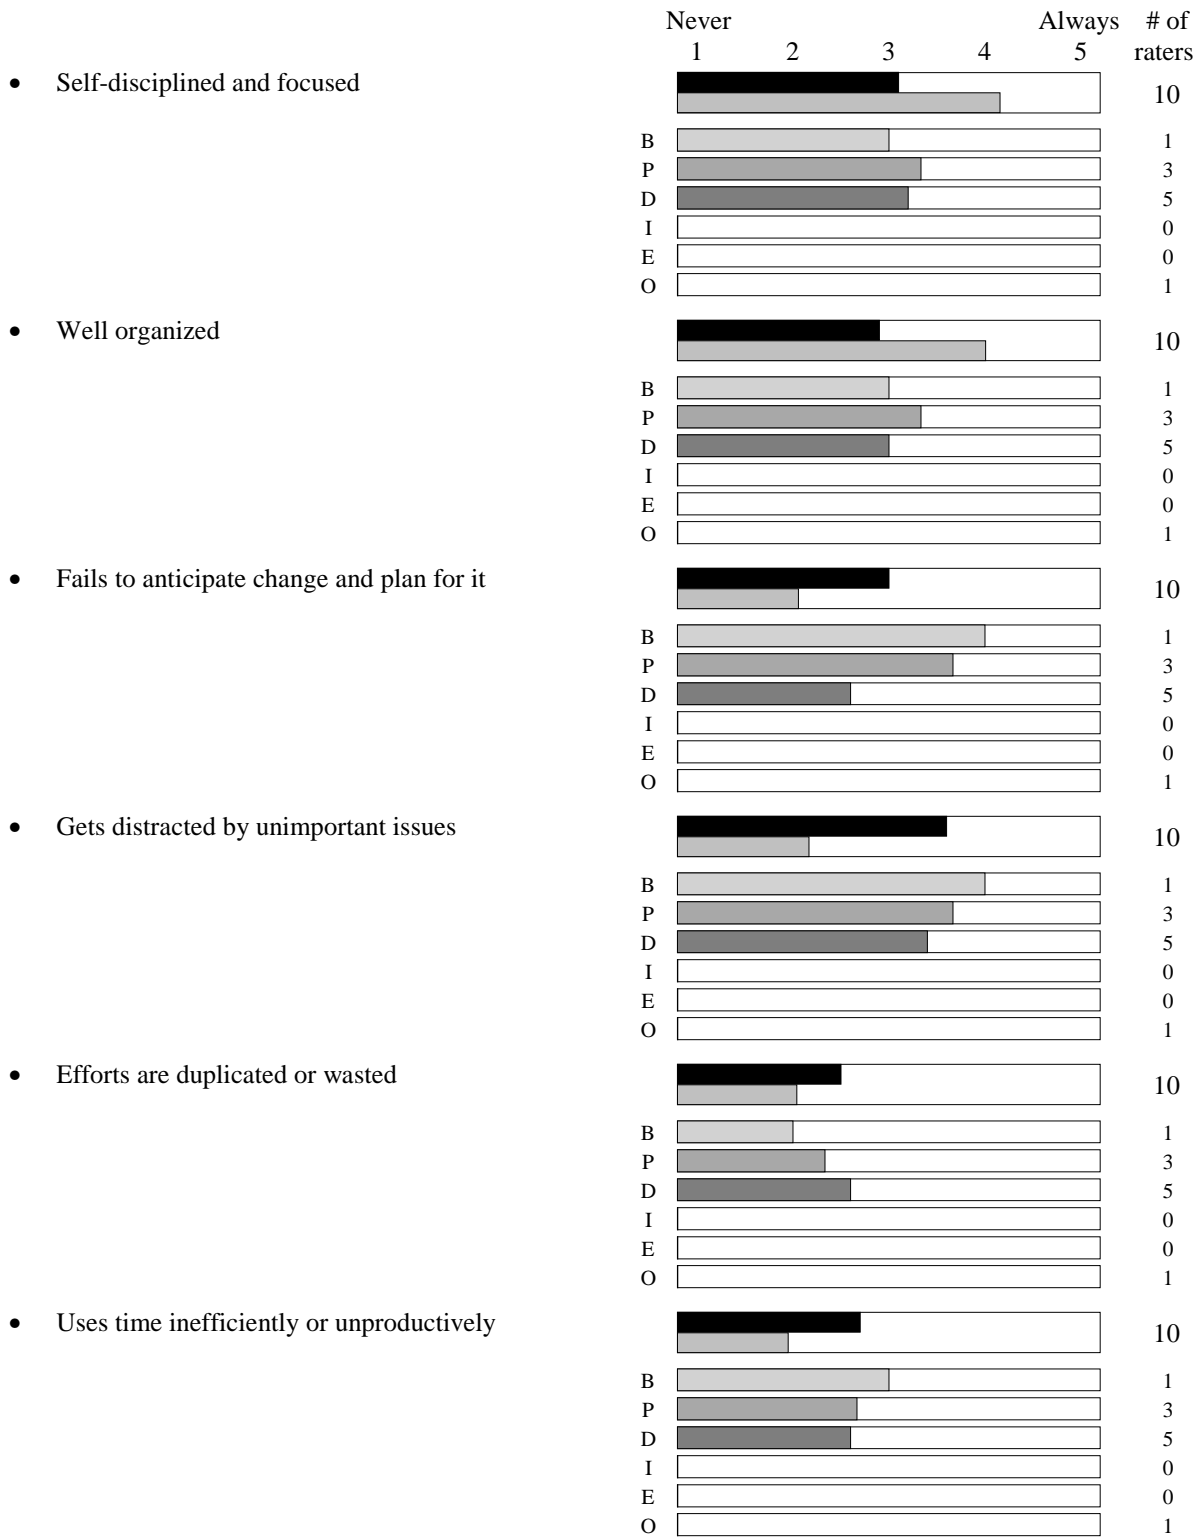 Never Always # of
1 2 3 4 5 raters
• Self-disciplined and focused 10
B 1
P 3
D 5
I 0
E 0
O 1
• Well organized 10
B 1
P 3
D 5
I 0
E 0
O 1
• Fails to anticipate change and plan for it 10
B 1
P 3
D 5
I 0
E 0
O 1
• Gets distracted by unimportant issues 10
B 1
P 3
D 5
I 0
E 0
O 1
• Efforts are duplicated or wasted 10
B 1
P 3
D 5
I 0
E 0
O 1
• Uses time inefficiently or unproductively 10
B 1
P 3
D 5
I 0
E 0
O 1